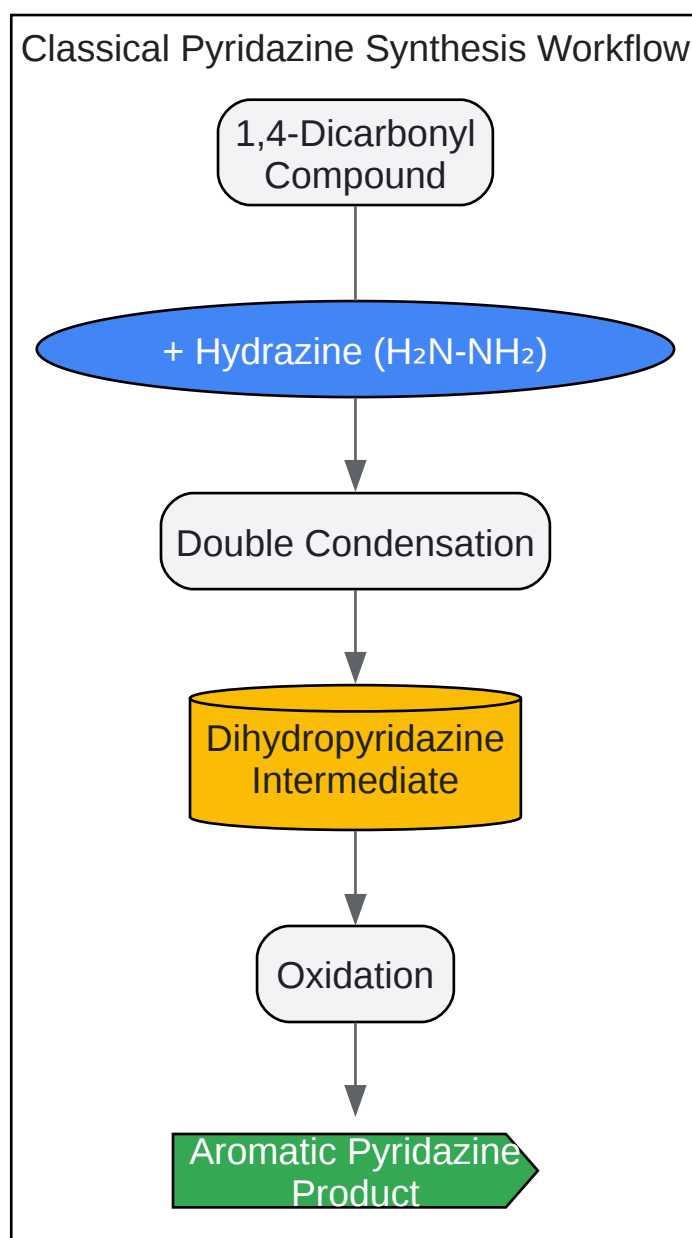 Classical Pyridazine Synthesis Workflow
1,4-Dicarbonyl
Compound
+ Hydrazine (H₂N-NH₂)
Double Condensation
Dihydropyridazine
Intermediate
Oxidation
Aromatic Pyridazine
Product